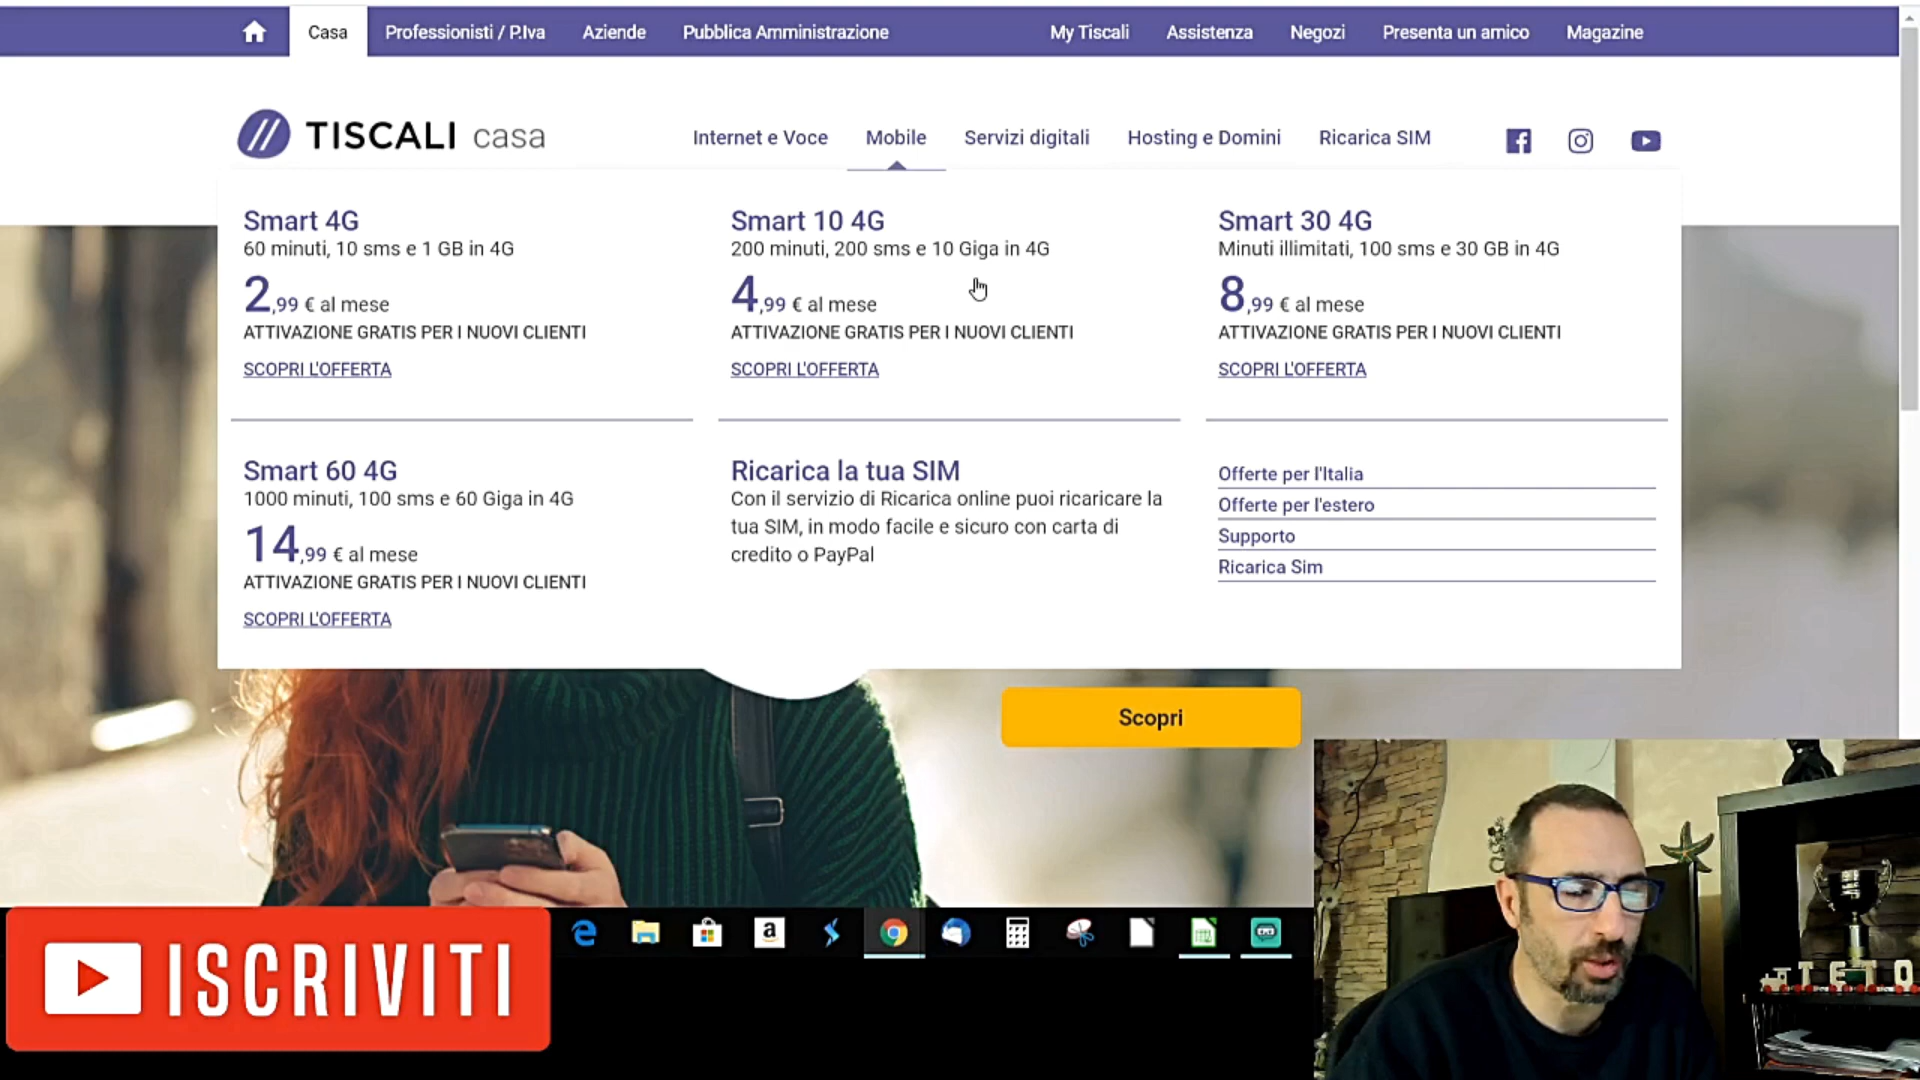 Casa
Professionisti / P.Iva
Aziende
Pubblica Amministrazione
My Tiscali
Assistenza
Negozi
Presenta un amico
Magazine
TISCALI casa
Internet e Voce
Mobile
Servizi digitali
Hosting e Domini
Ricarica SIM
Smart 4G
60 minuti, 10 sms e 1 GB in 4G
2,99 € al mese
ATTIVAZIONE GRATIS PER I NUOVI CLIENTI
SCOPRI L'OFFERTA
Smart 10 4G
200 minuti, 200 sms e 10 Giga in 4G
4,99 € al mese
ATTIVAZIONE GRATIS PER I NUOVI CLIENTI
SCOPRI L'OFFERTA
Smart 30 4G
Minuti illimitati, 100 sms e 30 GB in 4G
8,99 € al mese
ATTIVAZIONE GRATIS PER I NUOVI CLIENTI
SCOPRI L'OFFERTA
Smart 60 4G
1000 minuti, 100 sms e 60 Giga in 4G
14,99 € al mese
ATTIVAZIONE GRATIS PER I NUOVI CLIENTI
SCOPRI L'OFFERTA
Ricarica la tua SIM
Con il servizio di Ricarica online puoi ricaricare la
tua SIM, in modo facile e sicuro con carta di
credito o PayPal
Offerte per l'Italia
Offerte per l'estero
Supporto
Ricarica Sim
Scopri
ISCRIVITI
TETO